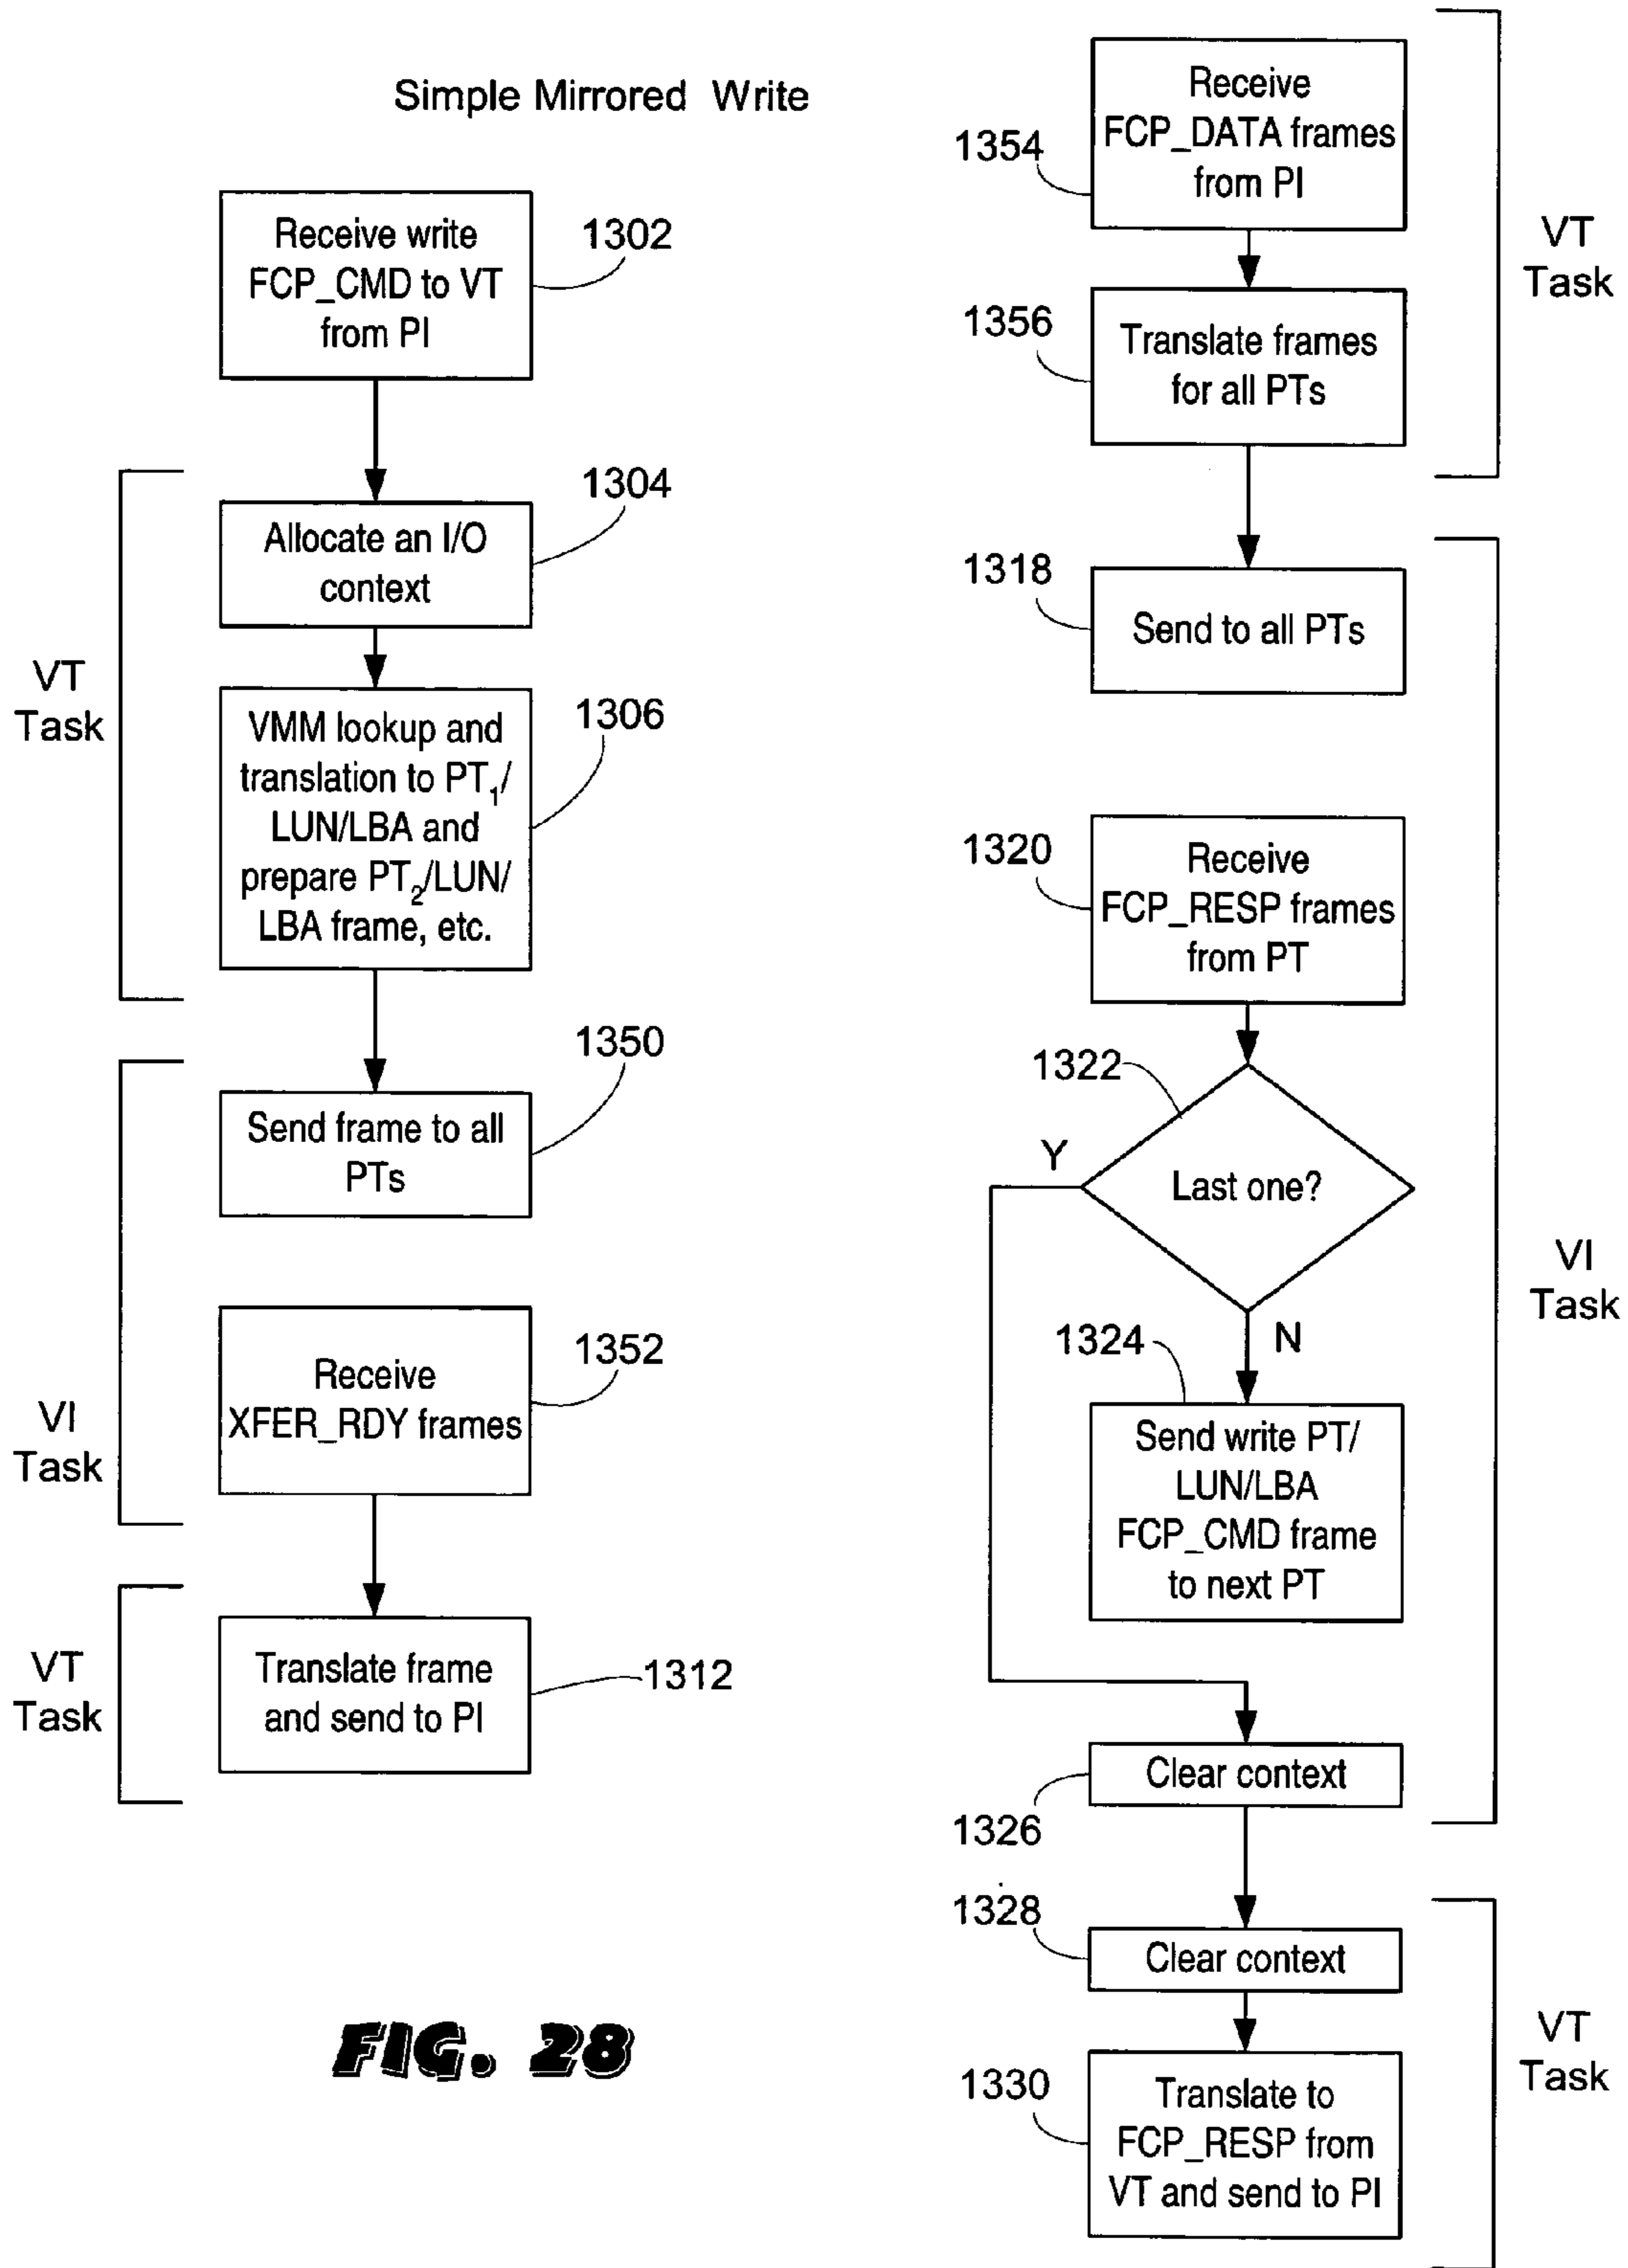 Simple Mirrored Write
Receive write
FCP_CMD to VT
from PI
1302
VT
Task
1304
Allocate an I/O
context
1306
VMM lookup and
translation to PT1/
LUN/LBA and
prepare PT2/LUN/
LBA frame, etc.
VI
Task
1350
Send frame to all
PTs
1352
Receive
XFER_RDY frames
VT
Task
Translate frame
and send to PI
1312
FIG. 28
1354
Receive
FCP_DATA frames
from PI
VT
Task
1356
Translate frames
for all PTs
1318
Send to all PTs
1320
Receive
FCP_RESP frames
from PT
1322
Y
Last one?
VI
Task
N
1324
Send write PT/
LUN/LBA
FCP_CMD frame
to next PT
Clear context
1326
1328
Clear context
VT
Task
1330
Translate to
FCP_RESP from
VT and send to PI